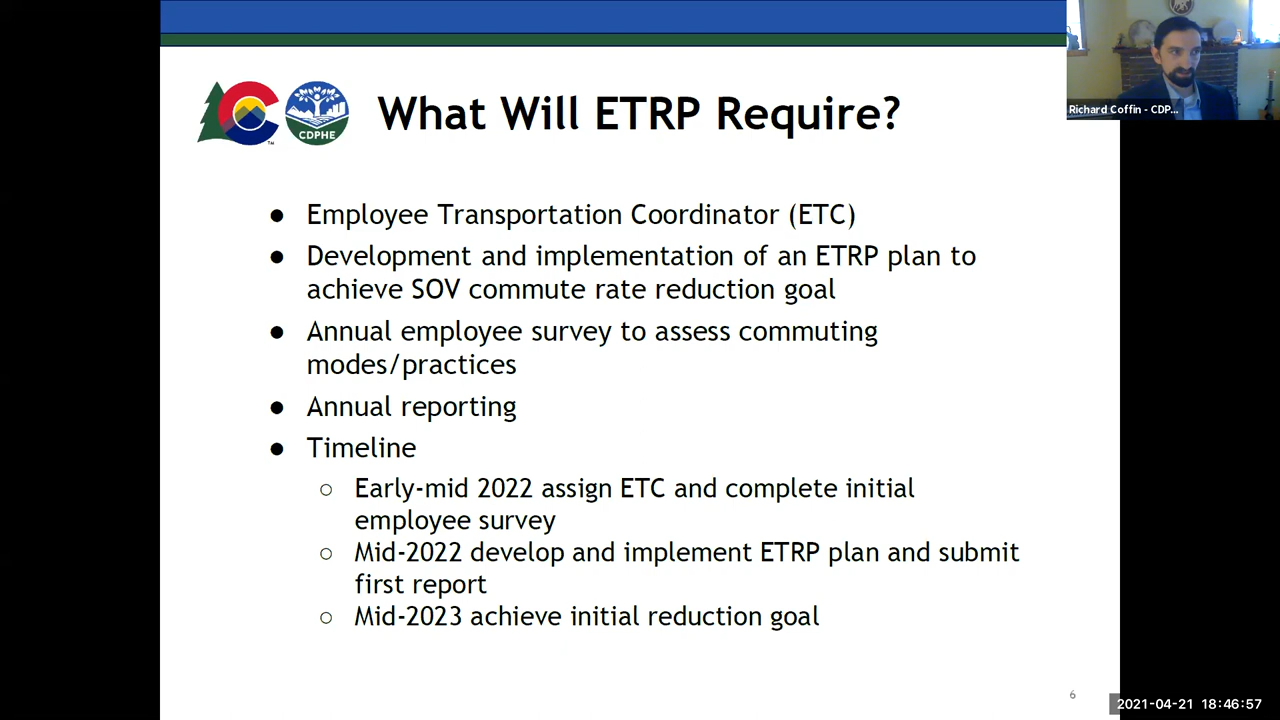 What Will ETRP Require?
CDPHE
TM
Richard Coffin - CDP...
● Employee Transportation Coordinator (ETC)
● Development and implementation of an ETRP plan to
achieve SOV commute rate reduction goal
● Annual employee survey to assess commuting
modes/practices
● Annual reporting
● Timeline
○ Early-mid 2022 assign ETC and complete initial
employee survey
○ Mid-2022 develop and implement ETRP plan and submit
first report
○ Mid-2023 achieve initial reduction goal
6
2021-04-21 18:46:57